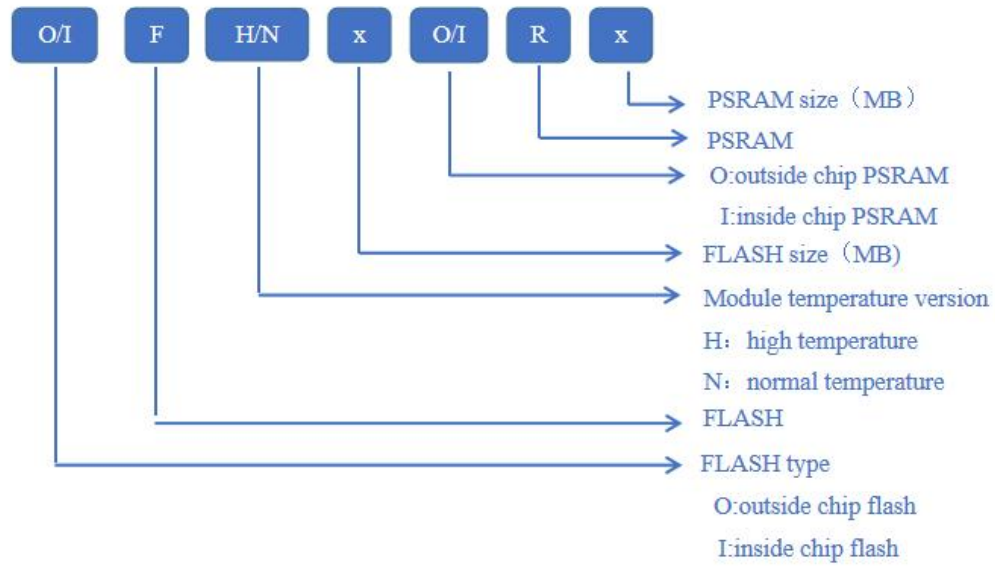 O/I F H/N x O/I R x
PSRAM size（MB）
PSRAM
O:outside chip PSRAM
I:inside chip PSRAM
FLASH size（MB)
Module temperature version
H：high temperature
N：normal temperature
FLASH
FLASH type
O:outside chip flash
I:inside chip flash